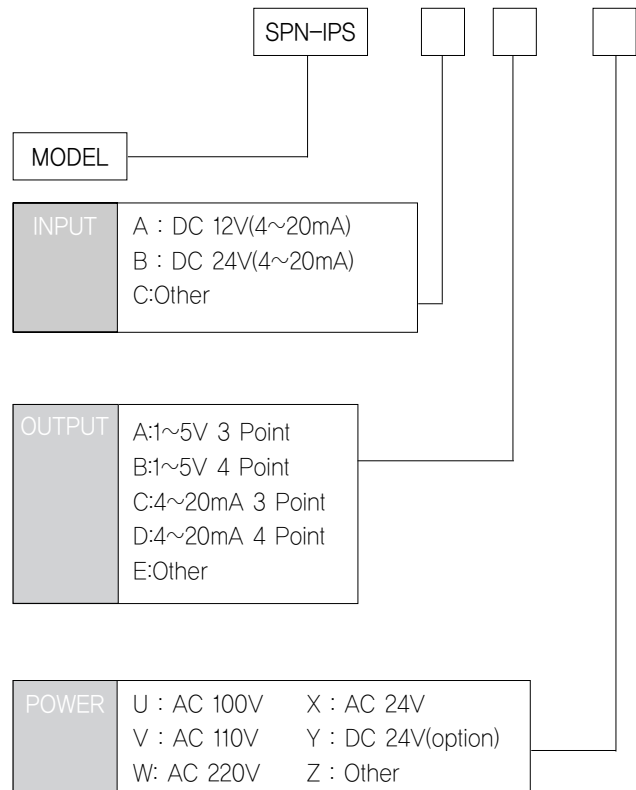 SPN-IPS
MODEL
INPUT
A : DC 12V(4~20mA)
B : DC 24V(4~20mA)
C:Other
OUTPUT
A:1~5V 3 Point
B:1~5V 4 Point
C:4~20mA 3 Point
D:4~20mA 4 Point
E:Other
POWER
U : AC 100V X : AC 24V
V : AC 110V Y : DC 24V(option)
W: AC 220V Z : Other